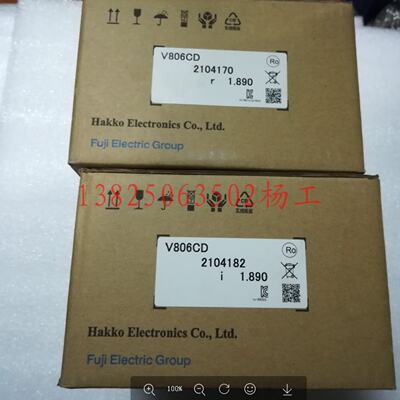 V806CD
2104170
r 1.890
Ro
Hakko Electronics Co., Ltd.
Fuji Electric Group
13825063502杨工
V806CD
2104182
i 1.890
Ro
Hakko Electronics Co., Ltd.
Fuji Electric Group
100%